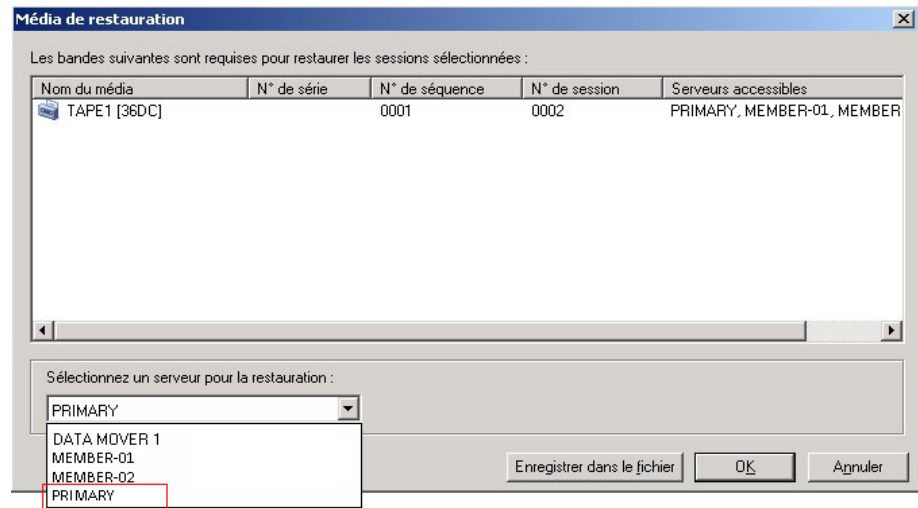 Média de restauration
Les bandes suivantes sont requises pour restaurer les sessions sélectionnées :
Nom du média N° de série N° de séquence N° de session Serveurs accessibles
TAPE1 [36DC] 0001 0002 PRIMARY, MEMBER-01, MEMBER
Sélectionnez un serveur pour la restauration :
PRIMARY
DATA MOVER 1
MEMBER-01
MEMBER-02
PRIMARY
Enregistrer dans le fichier OK Annuler